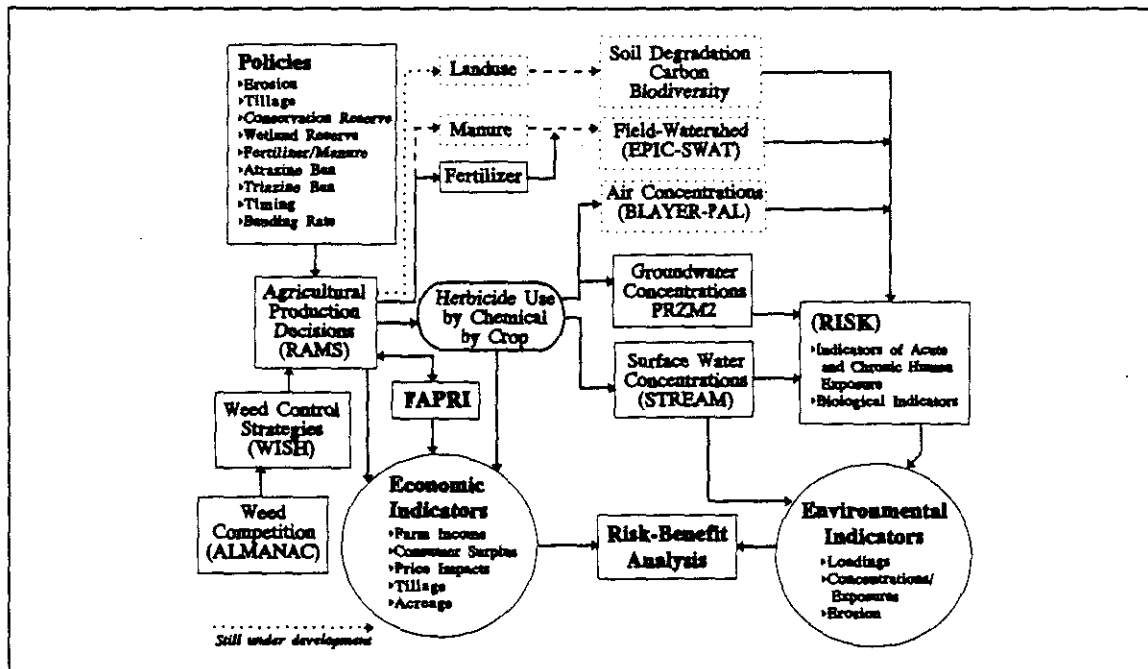 Policies
▸Erosion
▸Tillage
▸Conservation Reserve
▸Wetland Reserve
▸Fertilizer/Manure
▸Atrazine Ban
▸Triazine Ban
▸Timing
▸Banding Rate
Landuse
Soil Degradation
Carbon
Biodiversity
Manure
Field-Watershed
(EPIC-SWAT)
Fertilizer
Air Concentrations
(BLAYER-PAL)
Agricultural
Production
Decisions
(RAMS)
Herbicide Use
by Chemical
by Crop
Groundwater
Concentrations
PRZM2
(RISK)
▸Indicators of Acute
and Chronic Human
Exposure
▸Biological Indicators
Surface Water
Concentrations
(STREAM)
FAPRI
Weed Control
Strategies
(WISH)
Weed
Competition
(ALMANAC)
Economic
Indicators
▸Farm Income
▸Consumer Surplus
▸Price Impacts
▸Tillage
▸Acreage
Risk-Benefit
Analysis
Environmental
Indicators
▸Loadings
▸Concentrations/
Exposures
▸Erosion
Still under development